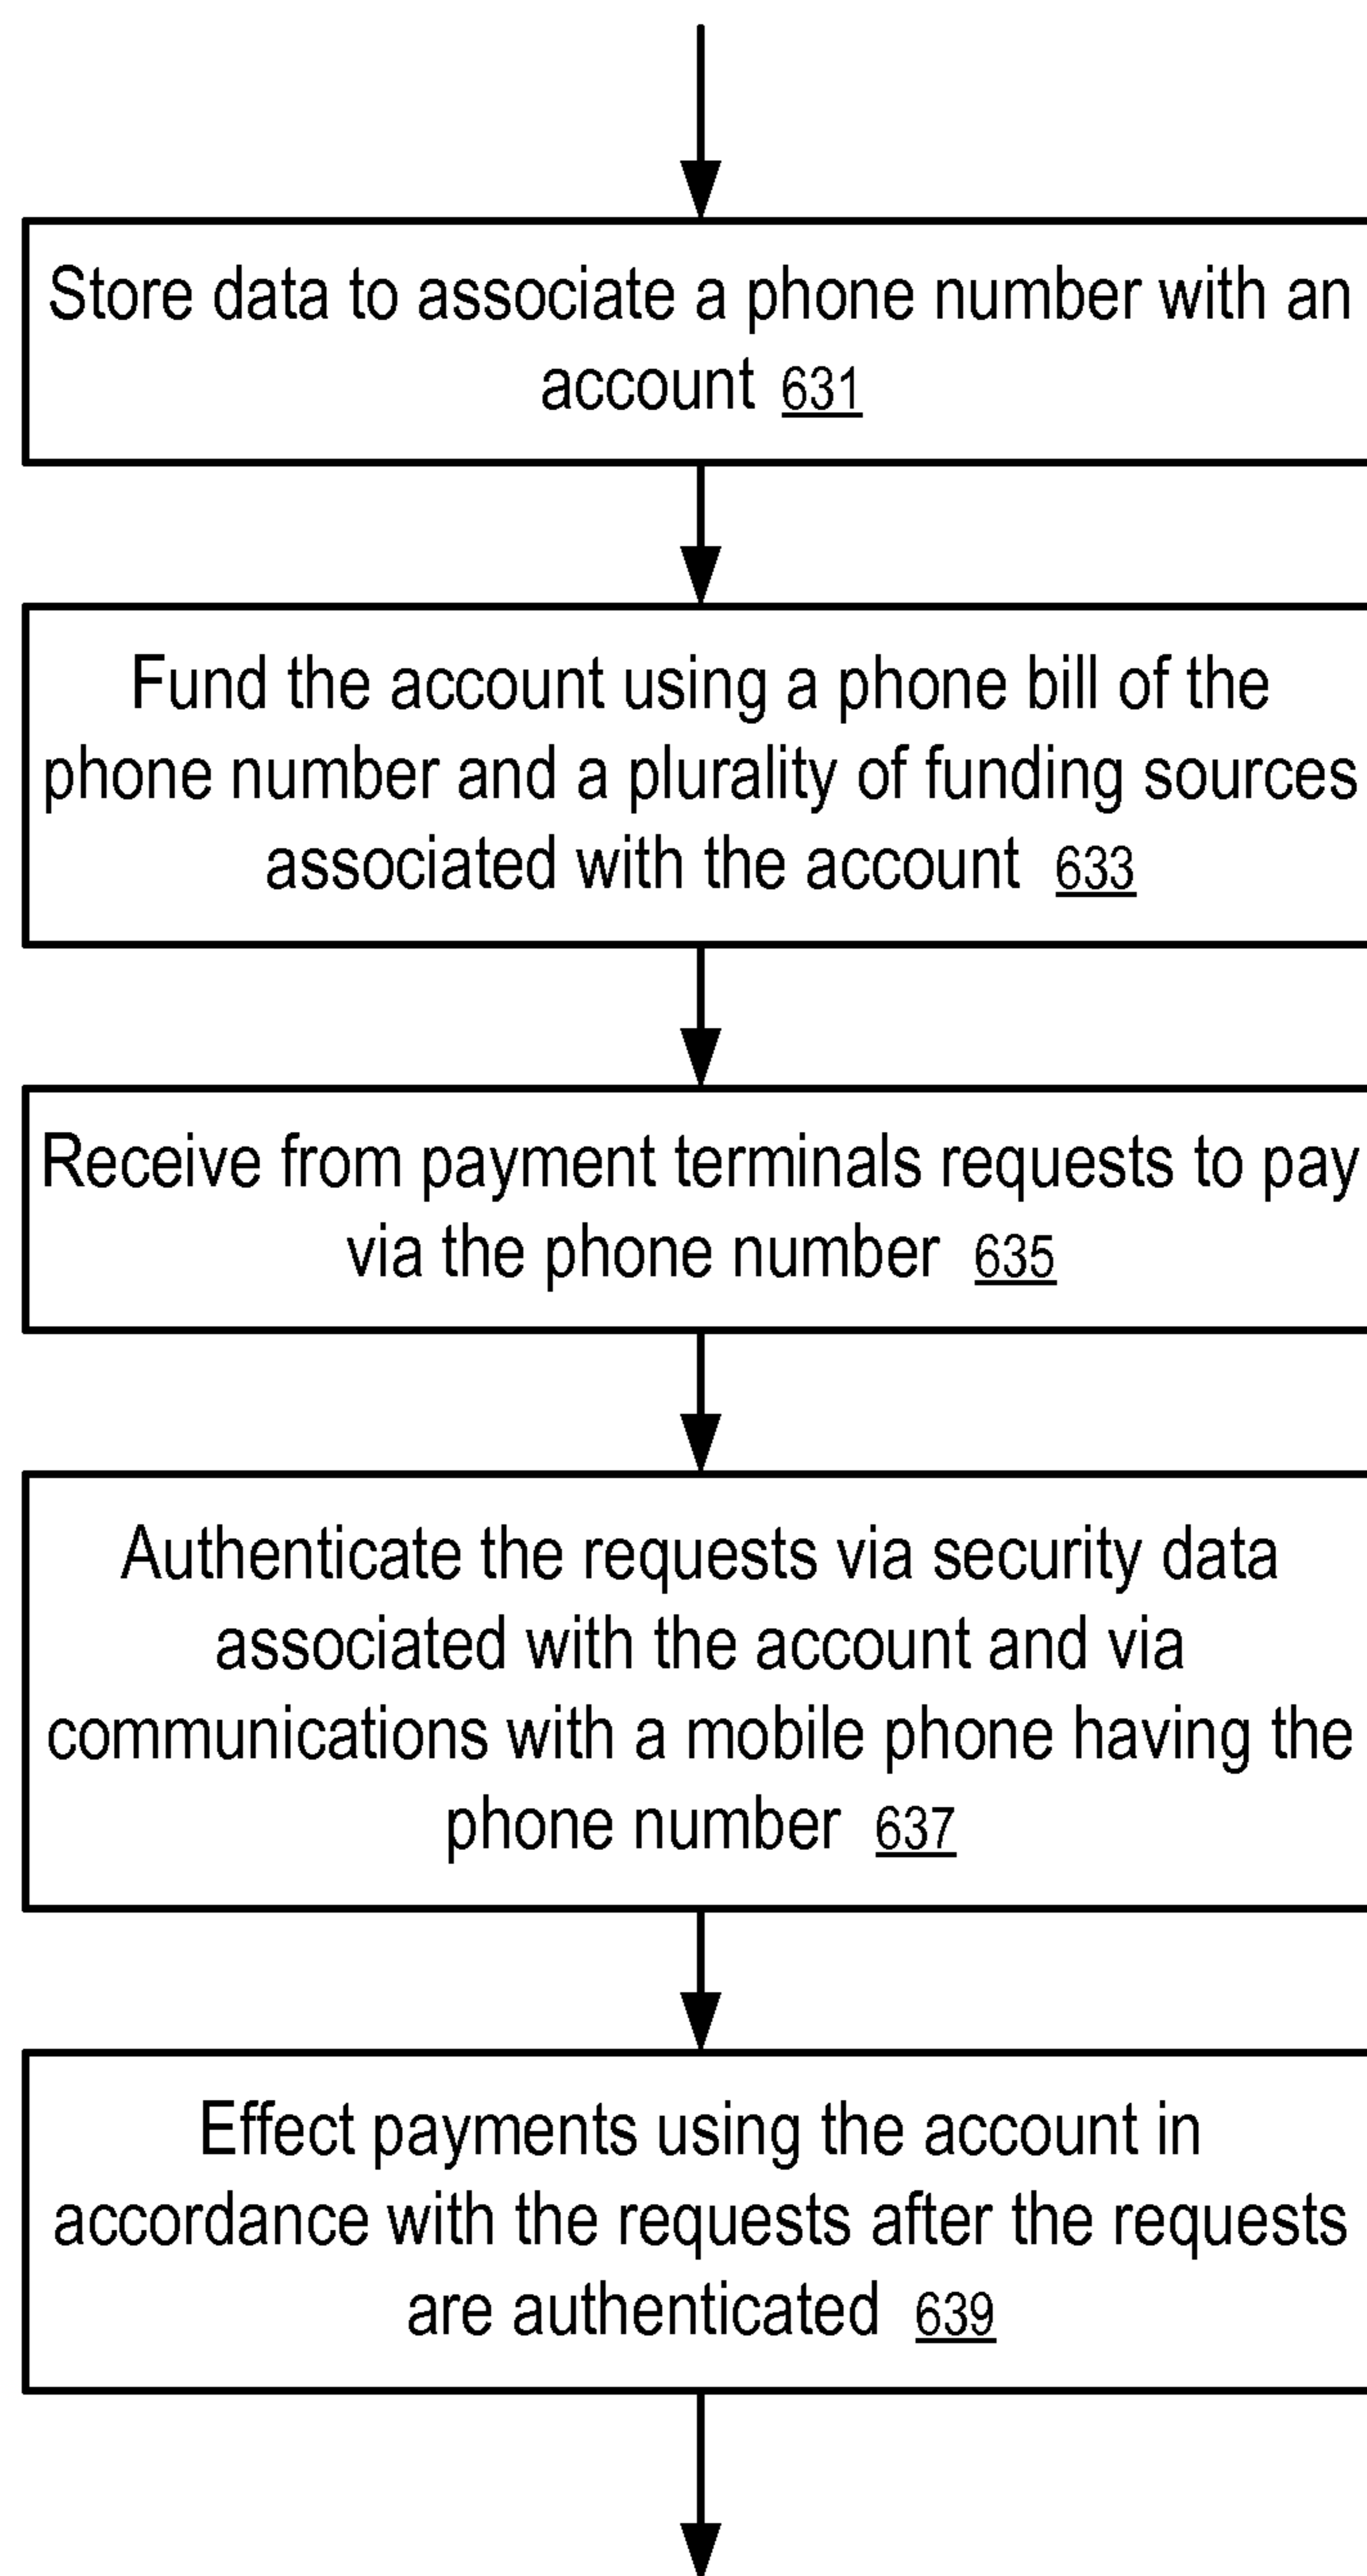 Store data to associate a phone number with an
account 631
Fund the account using a phone bill of the
phone number and a plurality of funding sources
associated with the account 633
Receive from payment terminals requests to pay
via the phone number 635
Authenticate the requests via security data
associated with the account and via
communications with a mobile phone having the
phone number 637
Effect payments using the account in
accordance with the requests after the requests
are authenticated 639